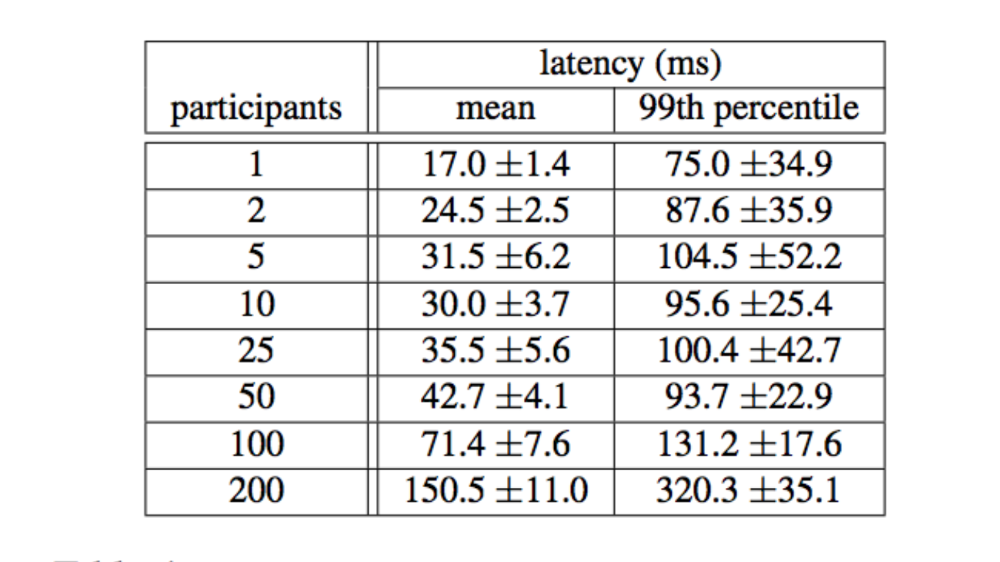 latency (ms)
participants mean 99th percentile
1 17.0 ±1.4 75.0 ±34.9
2 24.5 ±2.5 87.6 ±35.9
5 31.5 ±6.2 104.5 ±52.2
10 30.0 ±3.7 95.6 ±25.4
25 35.5 ±5.6 100.4 ±42.7
50 42.7 ±4.1 93.7 ±22.9
100 71.4 ±7.6 131.2 ±17.6
200 150.5 ±11.0 320.3 ±35.1